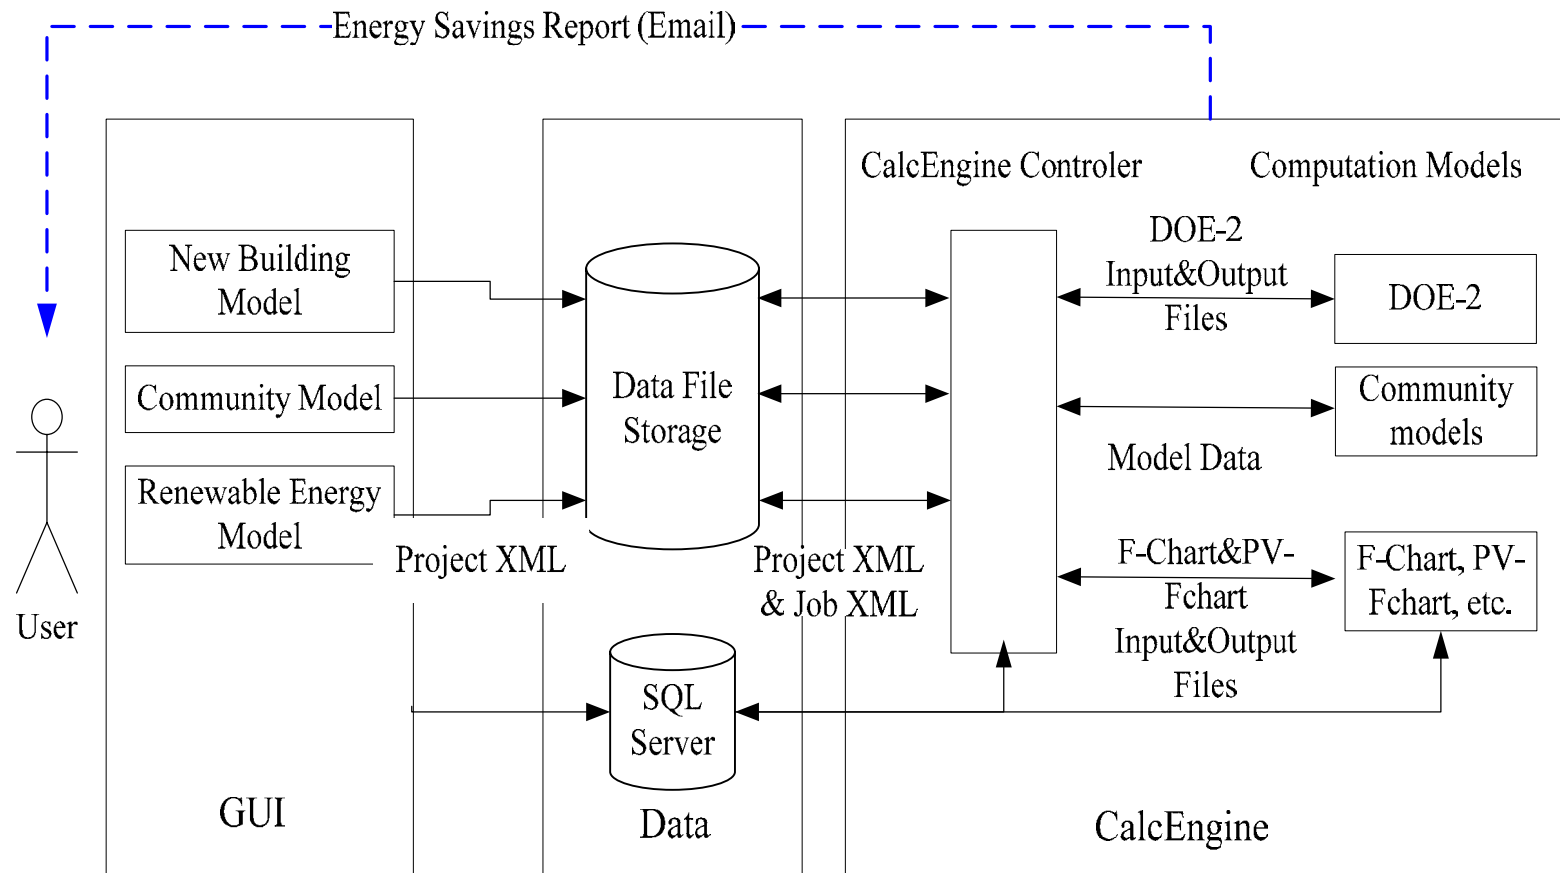 Energy Savings Report (Email)
CalcEngine Controler
Computation Models
New Building
Model
Community Model
Renewable Energy
Model
Project XML
User
GUI
Data File
Storage
Project XML
& Job XML
SQL
Server
Data
DOE-2
Input&Output
Files
DOE-2
Model Data
Community
models
F-Chart&PV-
Fchart
Input&Output
Files
F-Chart, PV-
Fchart, etc.
CalcEngine